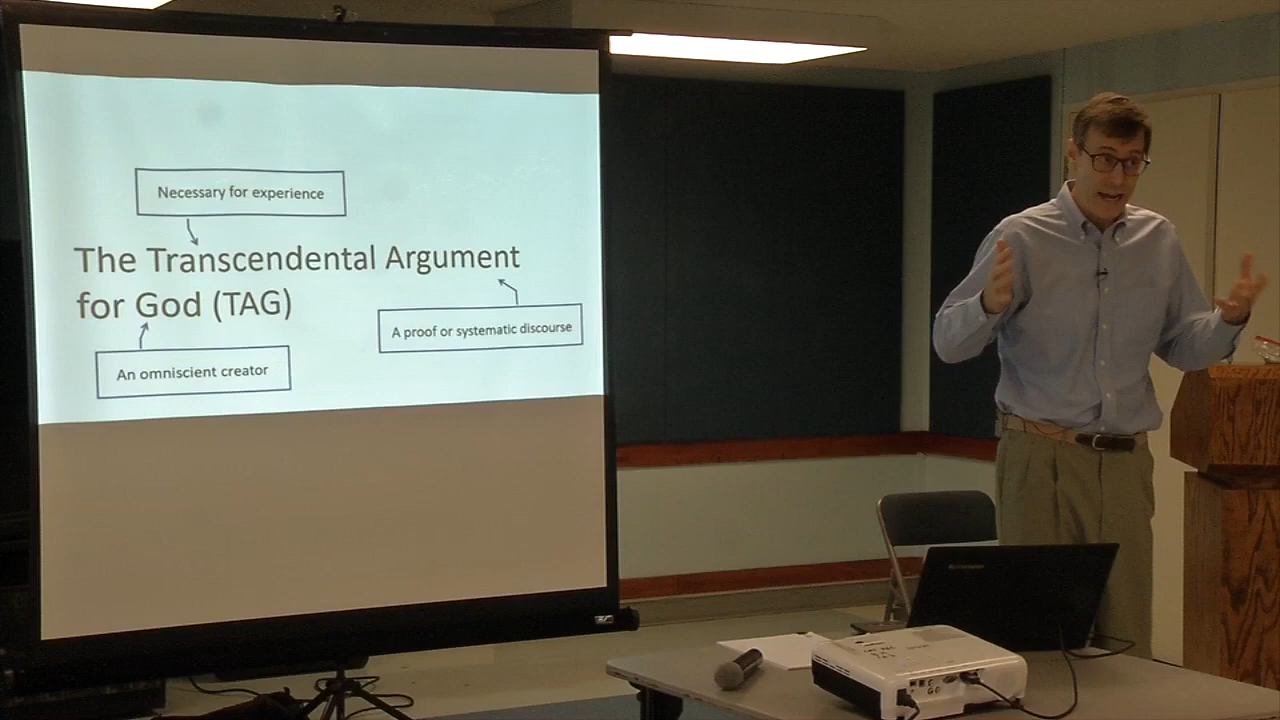 Necessary for experience
The Transcendental Argument
for God (TAG)
A proof or systematic discourse
An omniscient creator